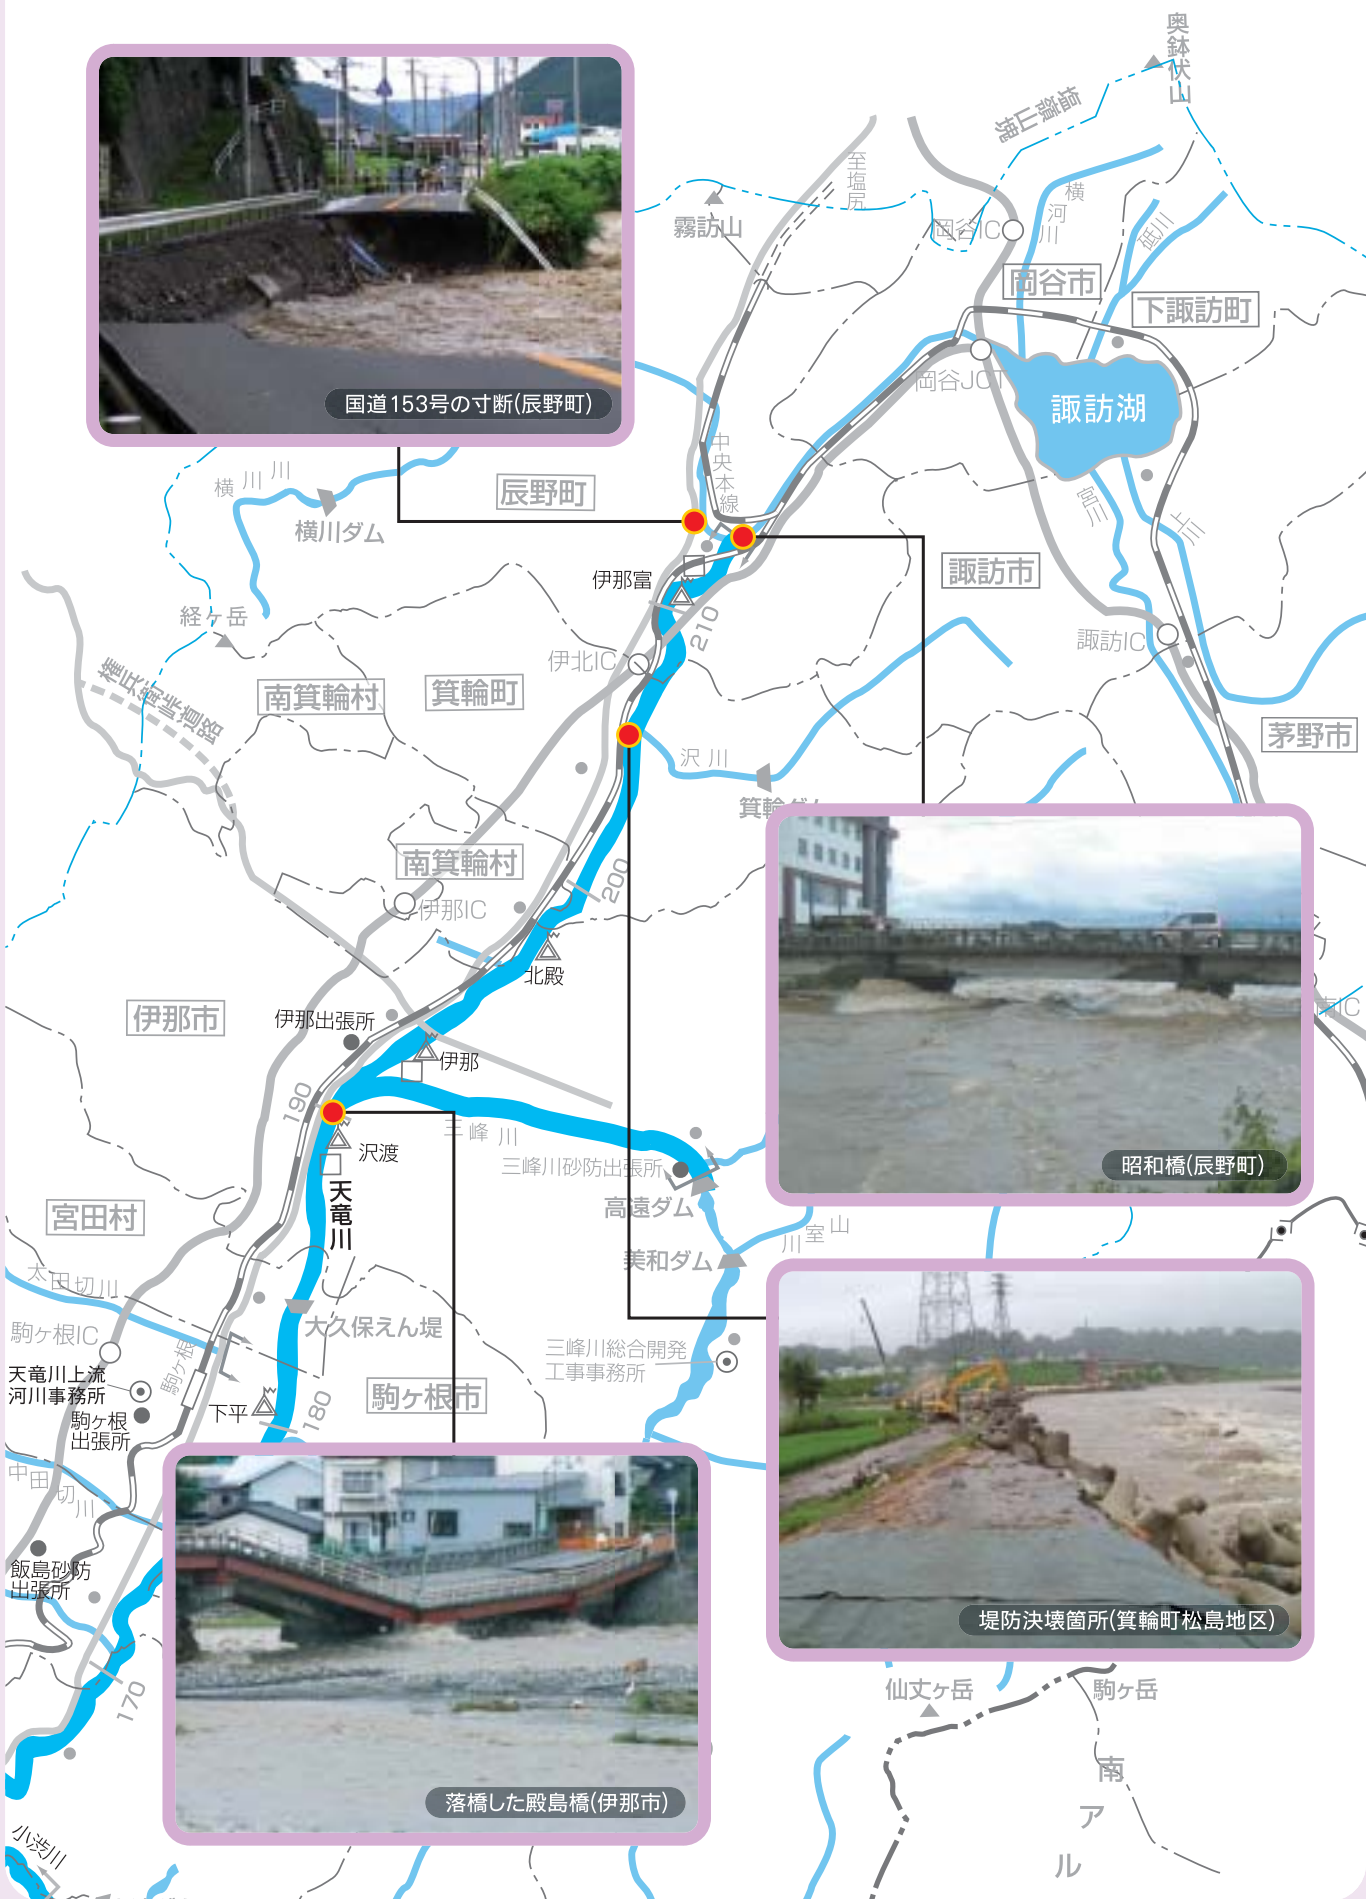 奥鉢伏山
至塩尻
横河川
砥川
霧訪山
岡谷IC
岡谷市
下諏訪町
岡谷JCT
諏訪湖
国道153号の寸断(辰野町)
中央本線
横川川
辰野町
横川ダム
宮川
上川
諏訪市
伊那富
210
経ヶ岳
諏訪IC
伊北IC
権兵衛峠道路
南箕輪村
箕輪町
茅野市
沢川
箕輪ダム
南箕輪村
200
伊那IC
北殿
伊那市
伊那出張所
南IC
伊那
190
三峰川
沢渡
三峰川砂防出張所
昭和橋(辰野町)
天竜川
高遠ダム
宮田村
山室川
美和ダム
太田切川
大久保えん堤
駒ヶ根IC
三峰川総合開発
工事事務所
駒ヶ根
天竜川上流
河川事務所
駒ヶ根市
下平
180
駒ヶ根
出張所
中田切川
飯島砂防
出張所
堤防決壊箇所(箕輪町松島地区)
170
仙丈ヶ岳
駒ヶ岳
南アル
落橋した殿島橋(伊那市)
小渋川